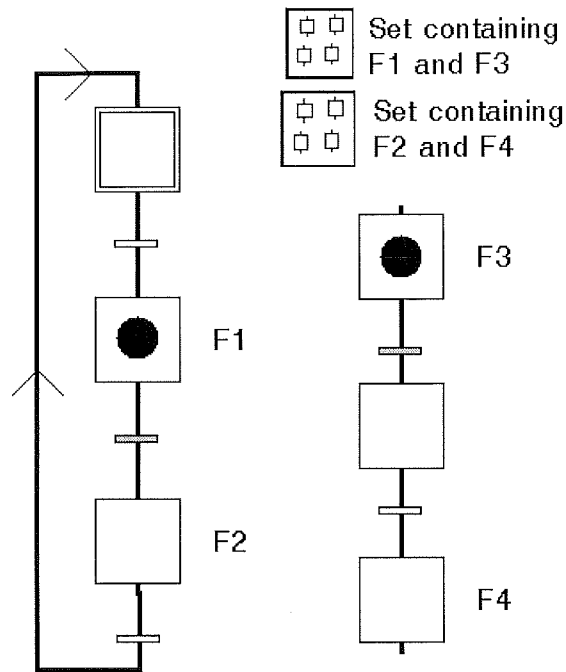 Set containing
F1 and F3
Set containing
F2 and F4
F3
F1
F2
F4